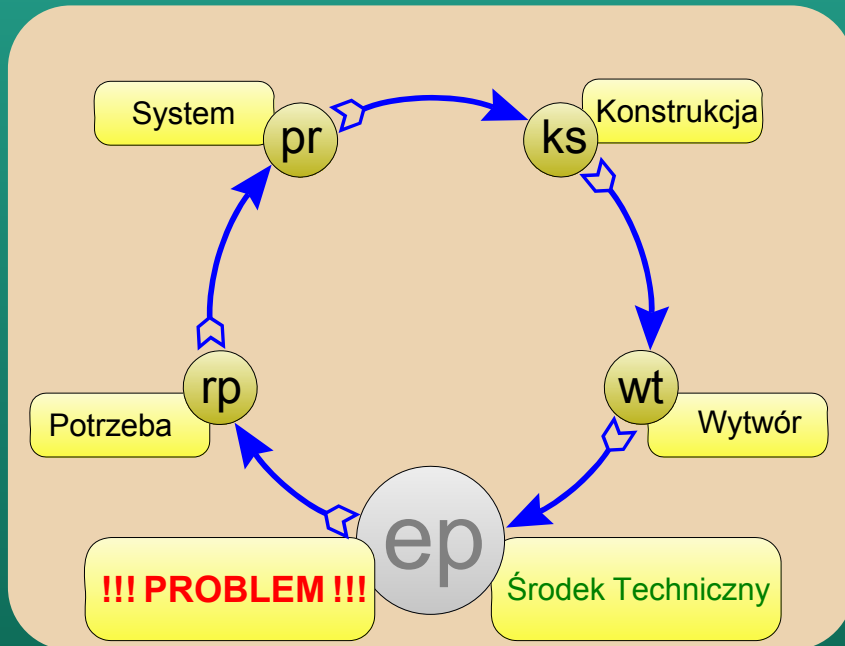 System
pr
ks
Konstrukcja
Potrzeba
rp
wt
Wytwór
!!! PROBLEM !!!
ep
Środek Techniczny